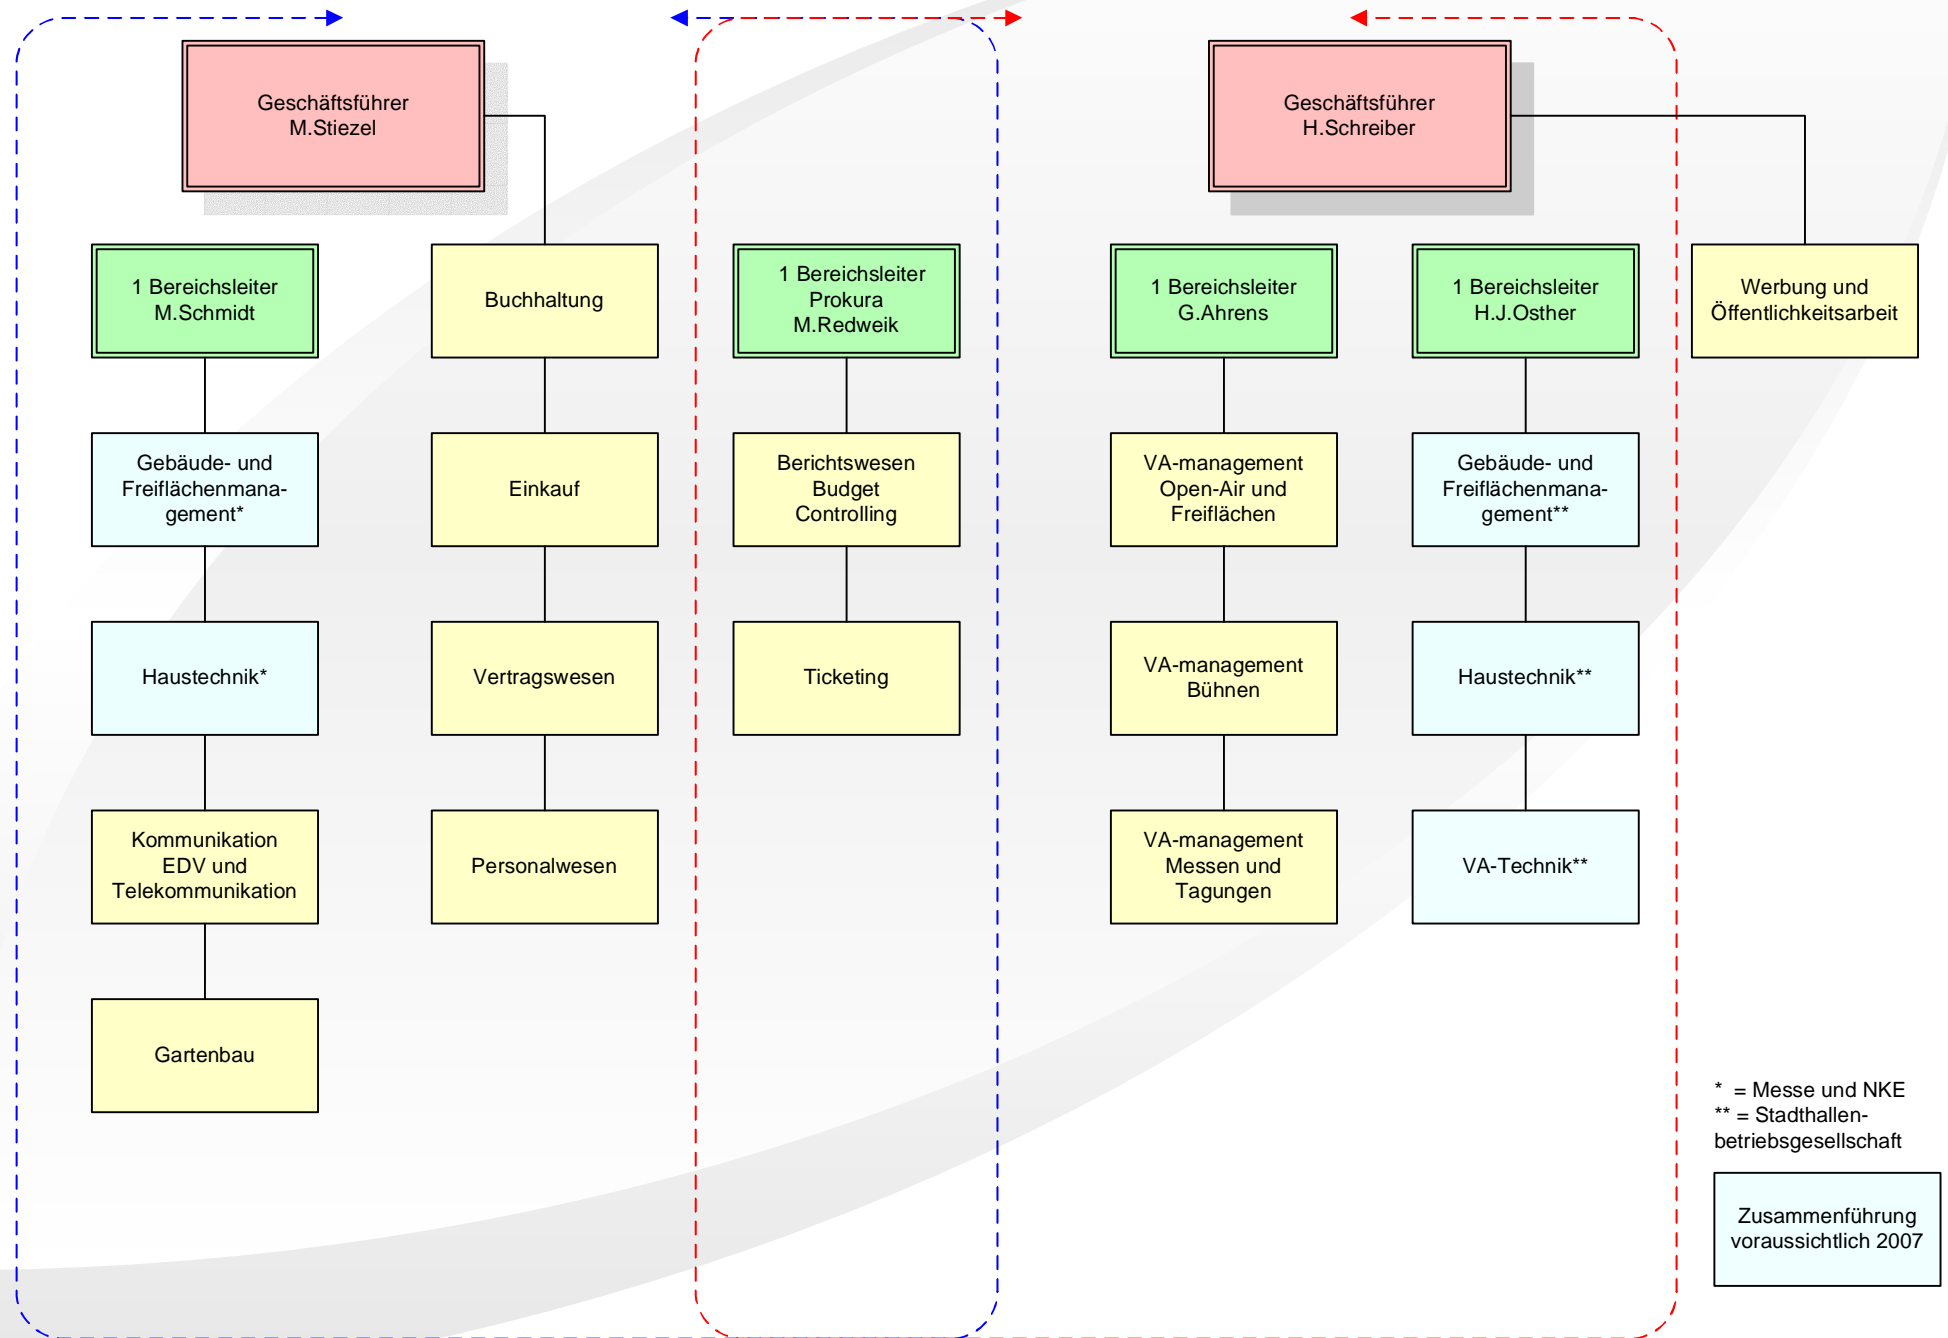 Geschäftsführer
M.Stiezel
Geschäftsführer
H.Schreiber
1 Bereichsleiter
M.Schmidt
Buchhaltung
1 Bereichsleiter
Prokura
M.Redweik
1 Bereichsleiter
G.Ahrens
1 Bereichsleiter
H.J.Osther
Werbung und
Öffentlichkeitsarbeit
Gebäude- und
Freiflächenmana-
gement*
Einkauf
Berichtswesen
Budget
Controlling
VA-management
Open-Air und
Freiflächen
Gebäude- und
Freiflächenmana-
gement**
Haustechnik*
Vertragswesen
Ticketing
VA-management
Bühnen
Haustechnik**
Kommunikation
EDV und
Telekommunikation
Personalwesen
VA-management
Messen und
Tagungen
VA-Technik**
Gartenbau
* = Messe und NKE
** = Stadthallen-
betriebsgesellschaft
Zusammenführung
voraussichtlich 2007